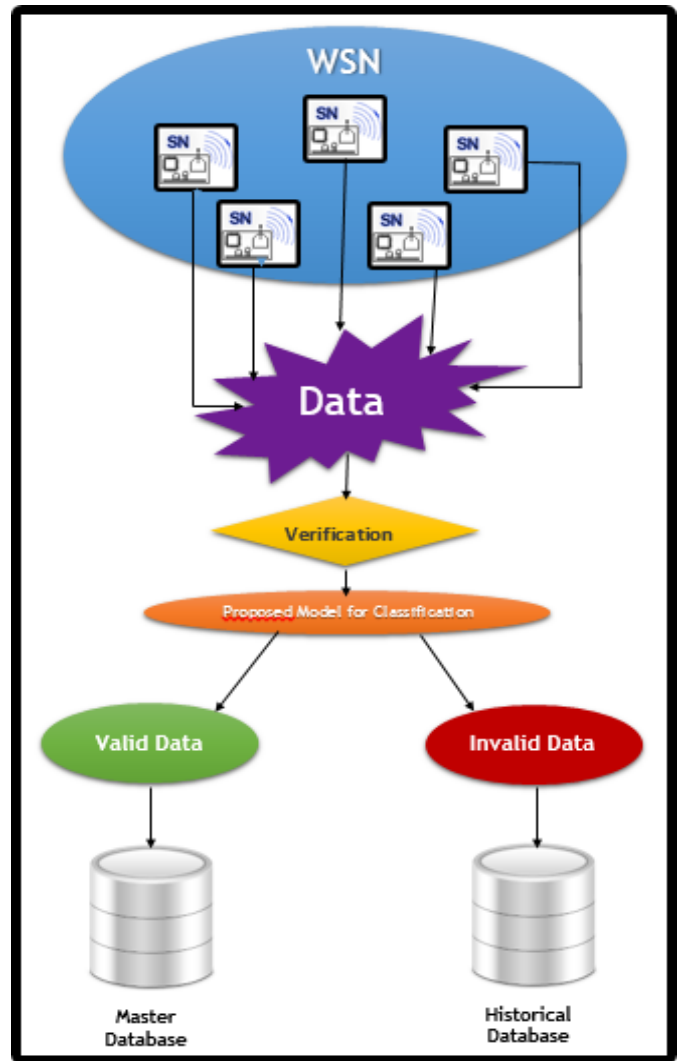 WSN
SN
SN
SN
SN
SN
Data
Verification
Proposed Model for Classification
Valid Data
Invalid Data
Master
Database
Historical
Database